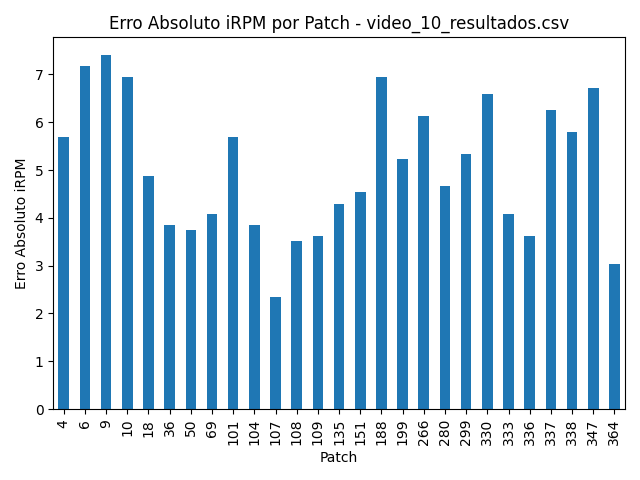 Erro Absoluto iRPM por Patch - video_10_resultados.csv
Erro Absoluto iRPM
7
6
5
4
3
2
1
0
4 6 9 10 18 36 50 69 101 104 107 108 109 135 151 188 199 266 280 299 330 333 336 337 338 347 364
Patch